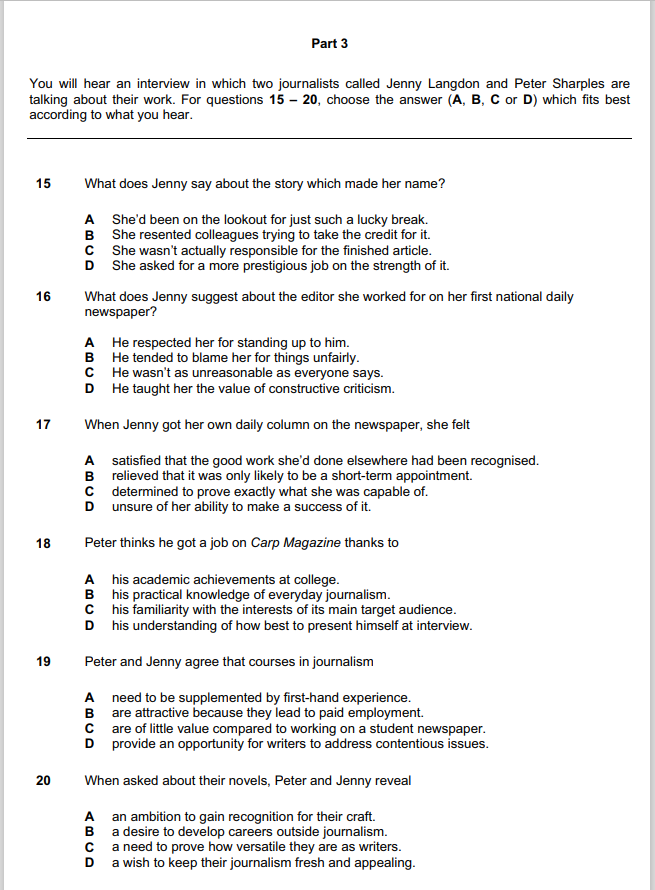 Part 3
You will hear an interview in which two journalists called Jenny Langdon and Peter Sharples are
talking about their work. For questions 15 – 20, choose the answer (A, B, C or D) which fits best
according to what you hear.
15 What does Jenny say about the story which made her name?
A She'd been on the lookout for just such a lucky break.
B She resented colleagues trying to take the credit for it.
C She wasn't actually responsible for the finished article.
D She asked for a more prestigious job on the strength of it.
16 What does Jenny suggest about the editor she worked for on her first national daily
newspaper?
A He respected her for standing up to him.
B He tended to blame her for things unfairly.
C He wasn't as unreasonable as everyone says.
D He taught her the value of constructive criticism.
17 When Jenny got her own daily column on the newspaper, she felt
A satisfied that the good work she'd done elsewhere had been recognised.
B relieved that it was only likely to be a short-term appointment.
C determined to prove exactly what she was capable of.
D unsure of her ability to make a success of it.
18 Peter thinks he got a job on Carp Magazine thanks to
A his academic achievements at college.
B his practical knowledge of everyday journalism.
C his familiarity with the interests of its main target audience.
D his understanding of how best to present himself at interview.
19 Peter and Jenny agree that courses in journalism
A need to be supplemented by first-hand experience.
B are attractive because they lead to paid employment.
C are of little value compared to working on a student newspaper.
D provide an opportunity for writers to address contentious issues.
20 When asked about their novels, Peter and Jenny reveal
A an ambition to gain recognition for their craft.
B a desire to develop careers outside journalism.
C a need to prove how versatile they are as writers.
D a wish to keep their journalism fresh and appealing.